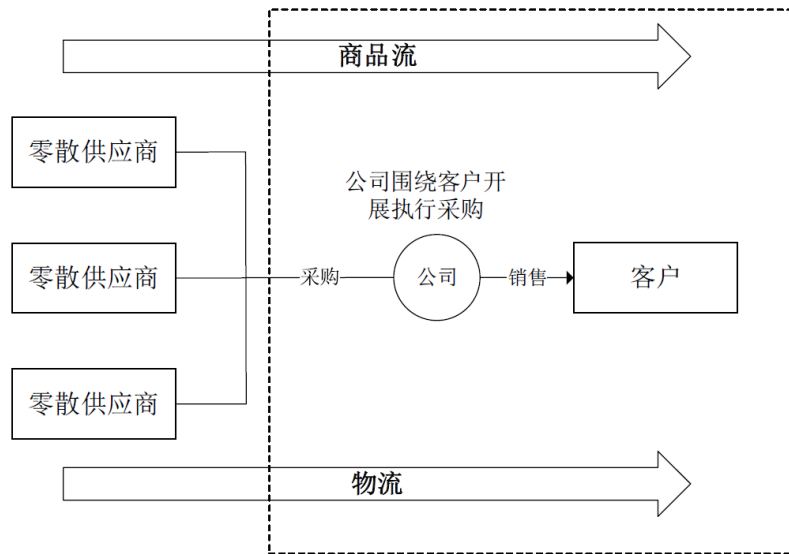 商品流
零散供应商
公司围绕客户开
展执行采购
零散供应商
采购
公司
销售
客户
零散供应商
物流